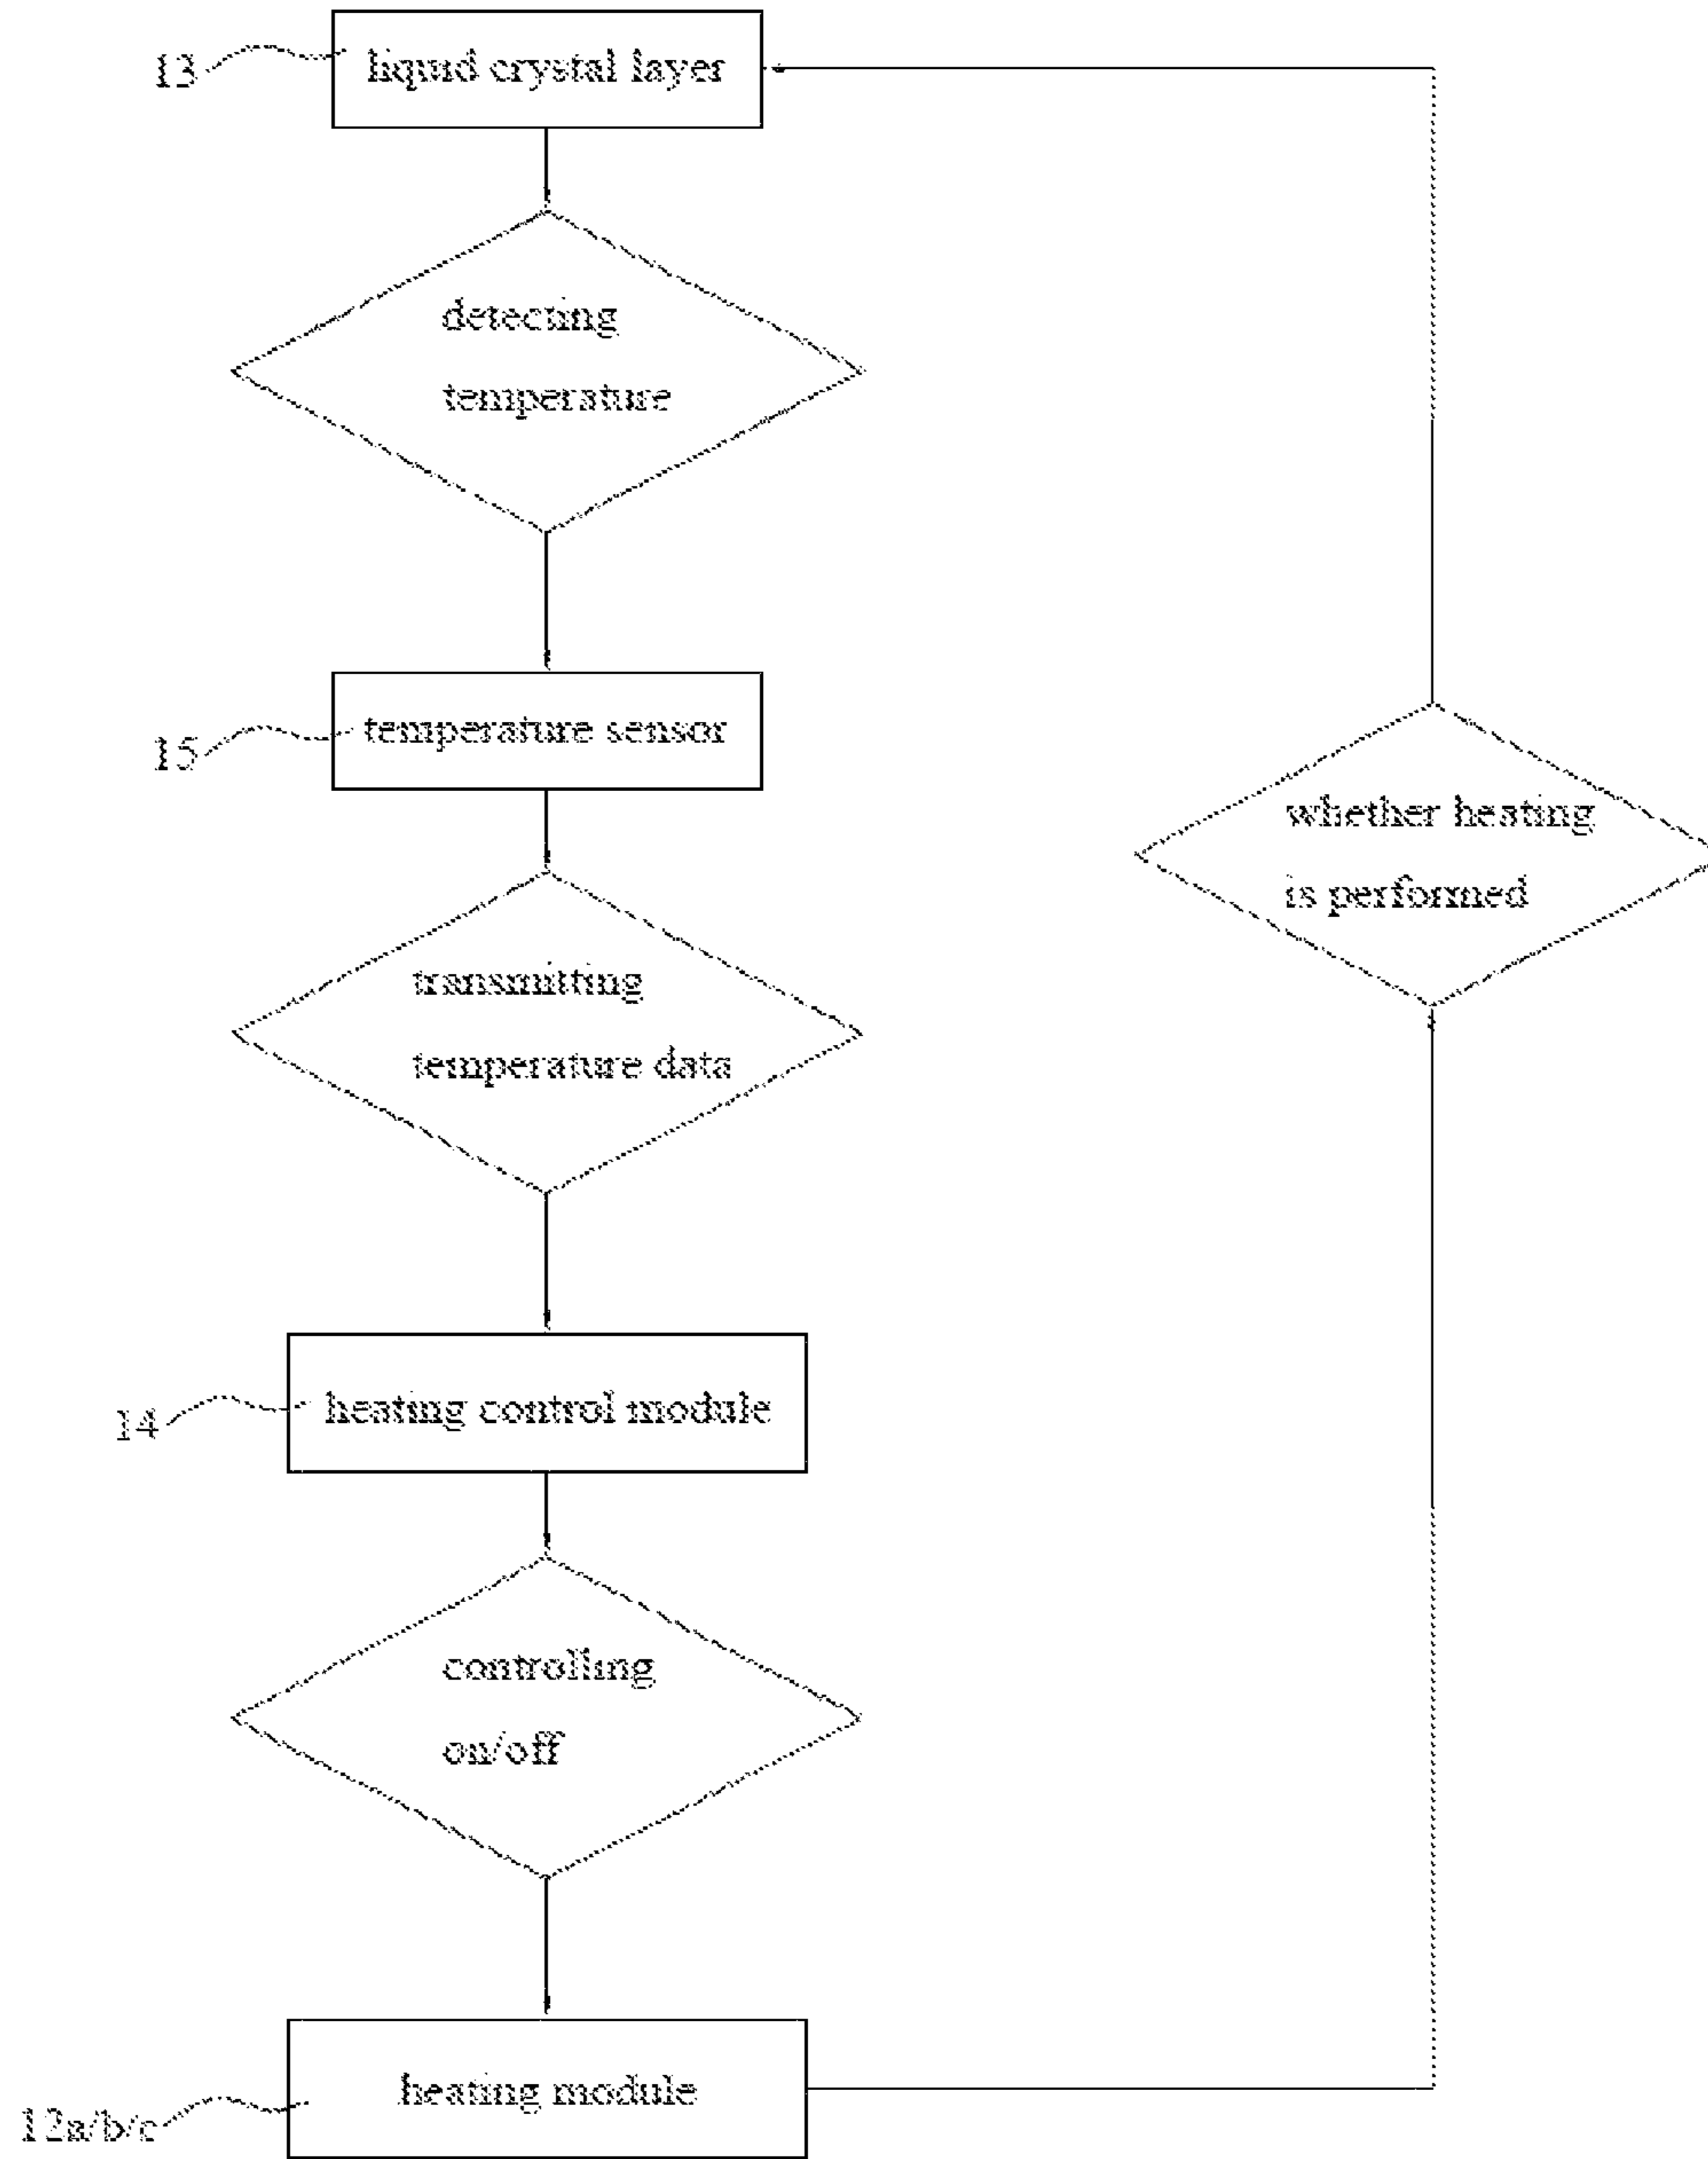 13
liquid crystal layer
detecting
temperature
15
temperature sensor
whether heating
is performed
transmitting
temperature data
14
heating control module
controlling
on/off
12a/b/c
heating module